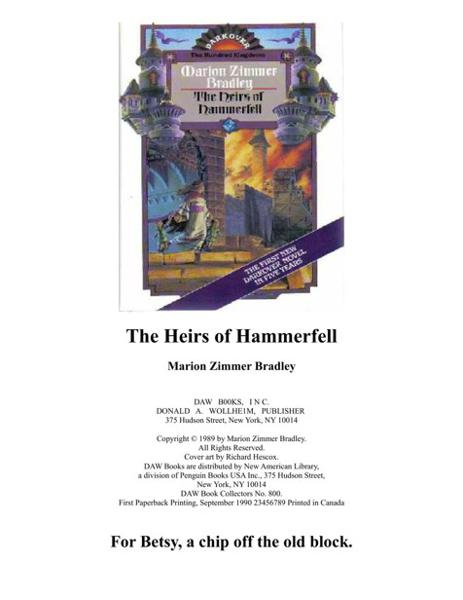 DARKOVER
The Hundred Kingdoms
Marion Zimmer
Bradley
The Heirs of
Hammerfell
THE FIRST NEW
DARKOVER NOVEL
IN FIVE YEARS
The Heirs of Hammerfell
Marion Zimmer Bradley
DAW B00KS, I N C.
DONALD A. WOLLHE1M, PUBLISHER
375 Hudson Street, New York, NY 10014
Copyright © 1989 by Marion Zimmer Bradley.
All Rights Reserved.
Cover art by Richard Hescox.
DAW Books are distributed by New American Library,
a division of Penguin Books USA Inc., 375 Hudson Street,
New York, NY 10014
DAW Book Collectors No. 800.
First Paperback Printing, September 1990 23456789 Printed in Canada
For Betsy, a chip off the old block.